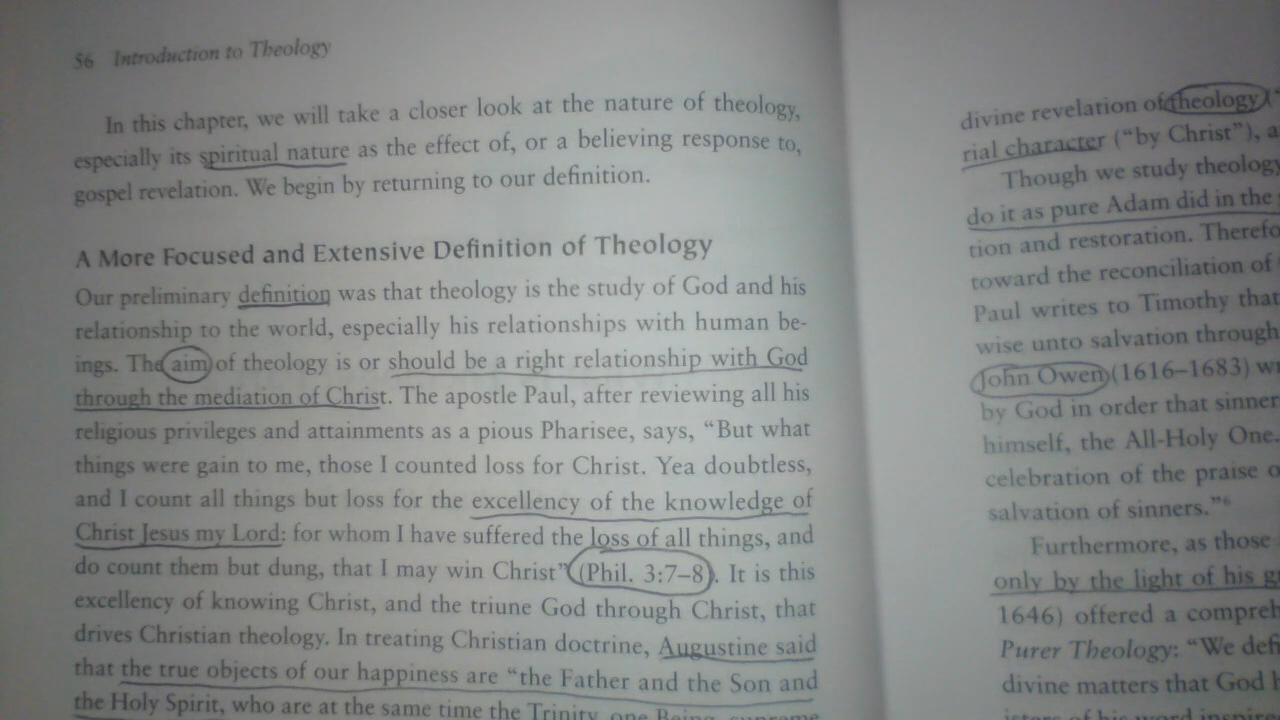 56 Introduction to Theology
In this chapter, we will take a closer look at the nature of theology,
especially its spiritual nature as the effect of, or a believing response to,
gospel revelation. We begin by returning to our definition.
A More Focused and Extensive Definition of Theology
Our preliminary definition was that theology is the study of God and his
relationship to the world, especially his relationships with human be-
ings. The aim of theology is or should be a right relationship with God
through the mediation of Christ. The apostle Paul, after reviewing all his
religious privileges and attainments as a pious Pharisee, says, “But what
things were gain to me, those I counted loss for Christ. Yea doubtless,
and I count all things but loss for the excellency of the knowledge of
Christ Jesus my Lord: for whom I have suffered the loss of all things, and
do count them but dung, that I may win Christ” (Phil. 3:7–8). It is this
excellency of knowing Christ, and the triune God through Christ, that
drives Christian theology. In treating Christian doctrine, Augustine said
that the true objects of our happiness are “the Father and the Son and
the Holy Spirit, who are at the same time the Trinity, one Being, supreme
divine revelation of theology (“
rial character (“by Christ”), a
Though we study theology
do it as pure Adam did in the
tion and restoration. Therefo
toward the reconciliation of
Paul writes to Timothy that
wise unto salvation through
John Owen (1616–1683) w
by God in order that sinner
himself, the All-Holy One.
celebration of the praise o
salvation of sinners.”⁶
Furthermore, as those
only by the light of his g
1646) offered a compreh
Purer Theology: “We defi
divine matters that God h
isters of his word inspire